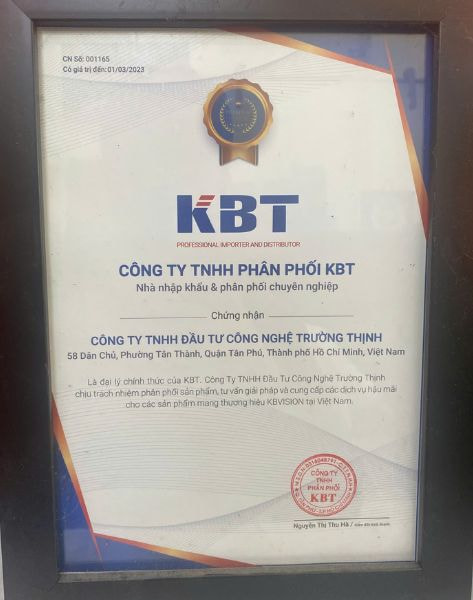 CN Số: 001165
Có giá trị đến: 01/03/2023
KBT
PROFESSIONAL IMPORTER AND DISTRIBUTOR
CÔNG TY TNHH PHÂN PHỐI KBT
Nhà nhập khẩu & phân phối chuyên nghiệp
Chứng nhận
CÔNG TY TNHH ĐẦU TƯ CÔNG NGHỆ TRƯỜNG THỊNH
58 Dân Chủ, Phường Tân Thành, Quận Tân Phú, Thành phố Hồ Chí Minh, Việt Nam
Là đại lý chính thức của KBT. Công Ty TNHH Đầu Tư Công Nghệ Trường Thịnh
chịu trách nhiệm phân phối sản phẩm, tư vấn giải pháp và cung cấp các dịch vụ hậu mãi
cho các sản phẩm mang thương hiệu KBVISION tại Việt Nam.
CÔNG TY
TNHH
PHÂN PHỐI
KBT
Nguyễn Thị Thu Hà /